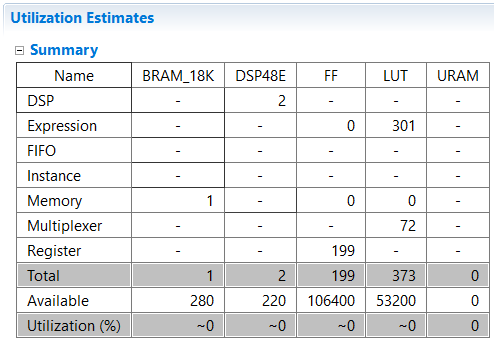 Utilization Estimates
Summary
Name BRAM_18K DSP48E FF LUT URAM
DSP - 2 - - -
Expression - - 0 301 -
FIFO - - - - -
Instance - - - - -
Memory 1 - 0 0 -
Multiplexer - - - 72 -
Register - - 199 - -
Total 1 2 199 373 0
Available 280 220 106400 53200 0
Utilization (%) ~0 ~0 ~0 ~0 0